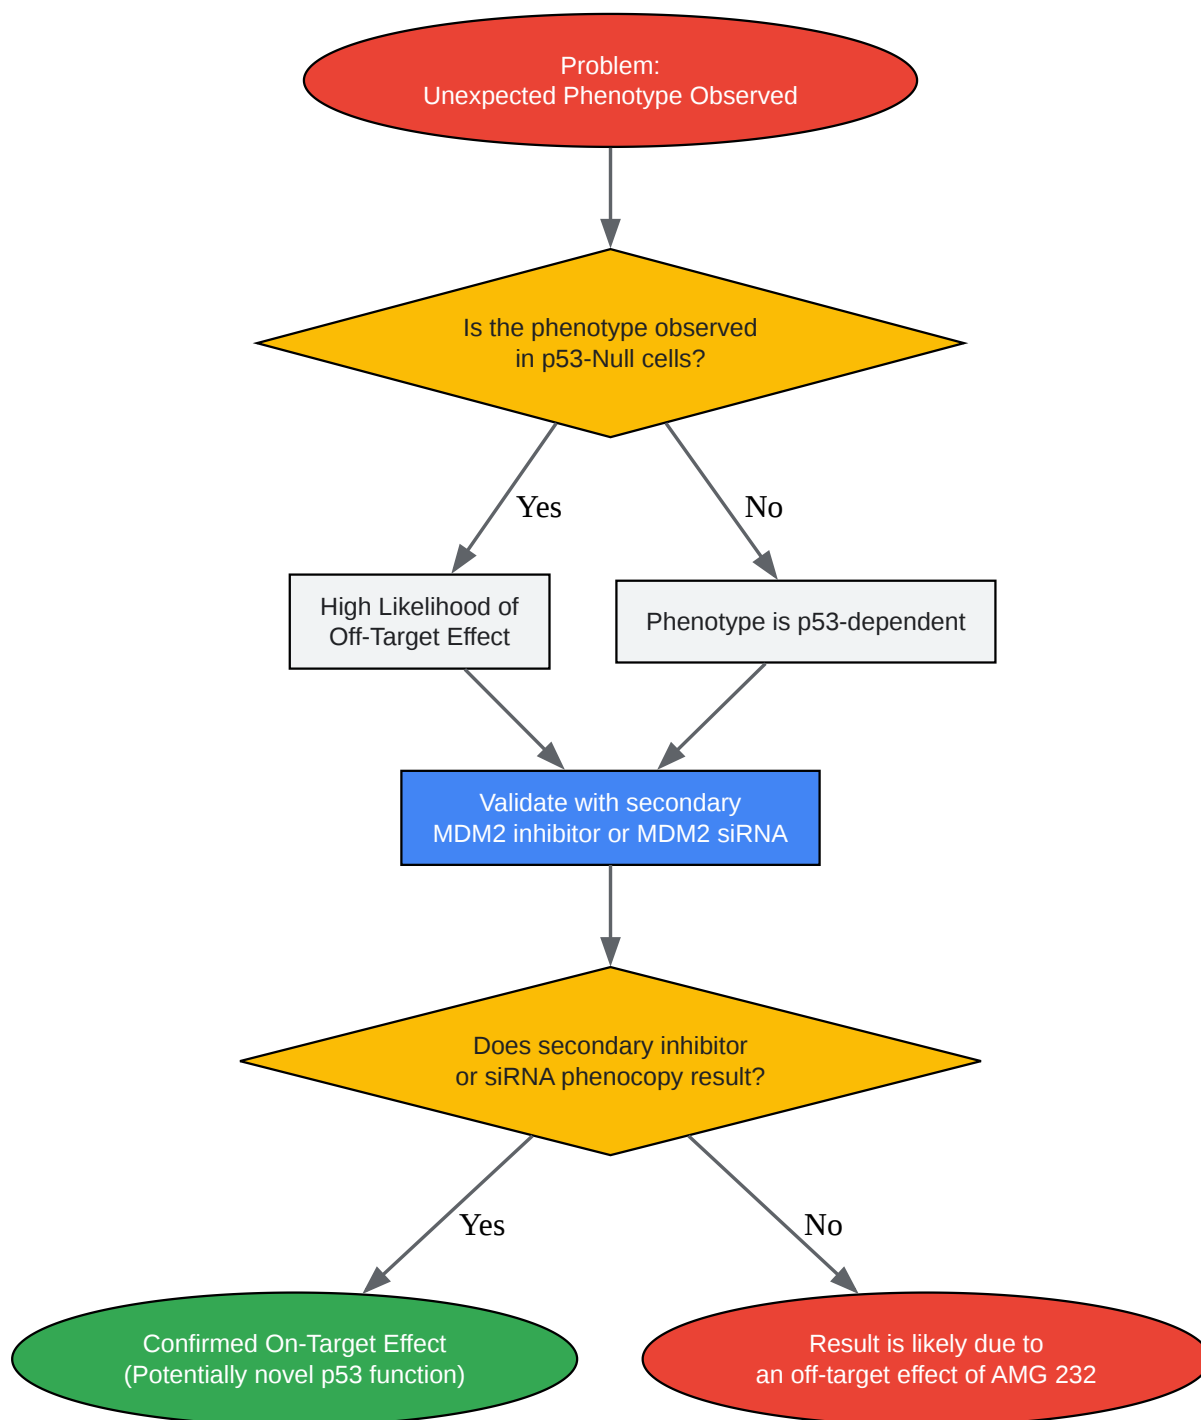 Problem:
Unexpected Phenotype Observed
Is the phenotype observed
in p53-Null cells?
Yes
No
High Likelihood of
Off-Target Effect
Phenotype is p53-dependent
Validate with secondary
MDM2 inhibitor or MDM2 siRNA
Does secondary inhibitor
or siRNA phenocopy result?
Yes
No
Confirmed On-Target Effect
(Potentially novel p53 function)
Result is likely due to
an off-target effect of AMG 232